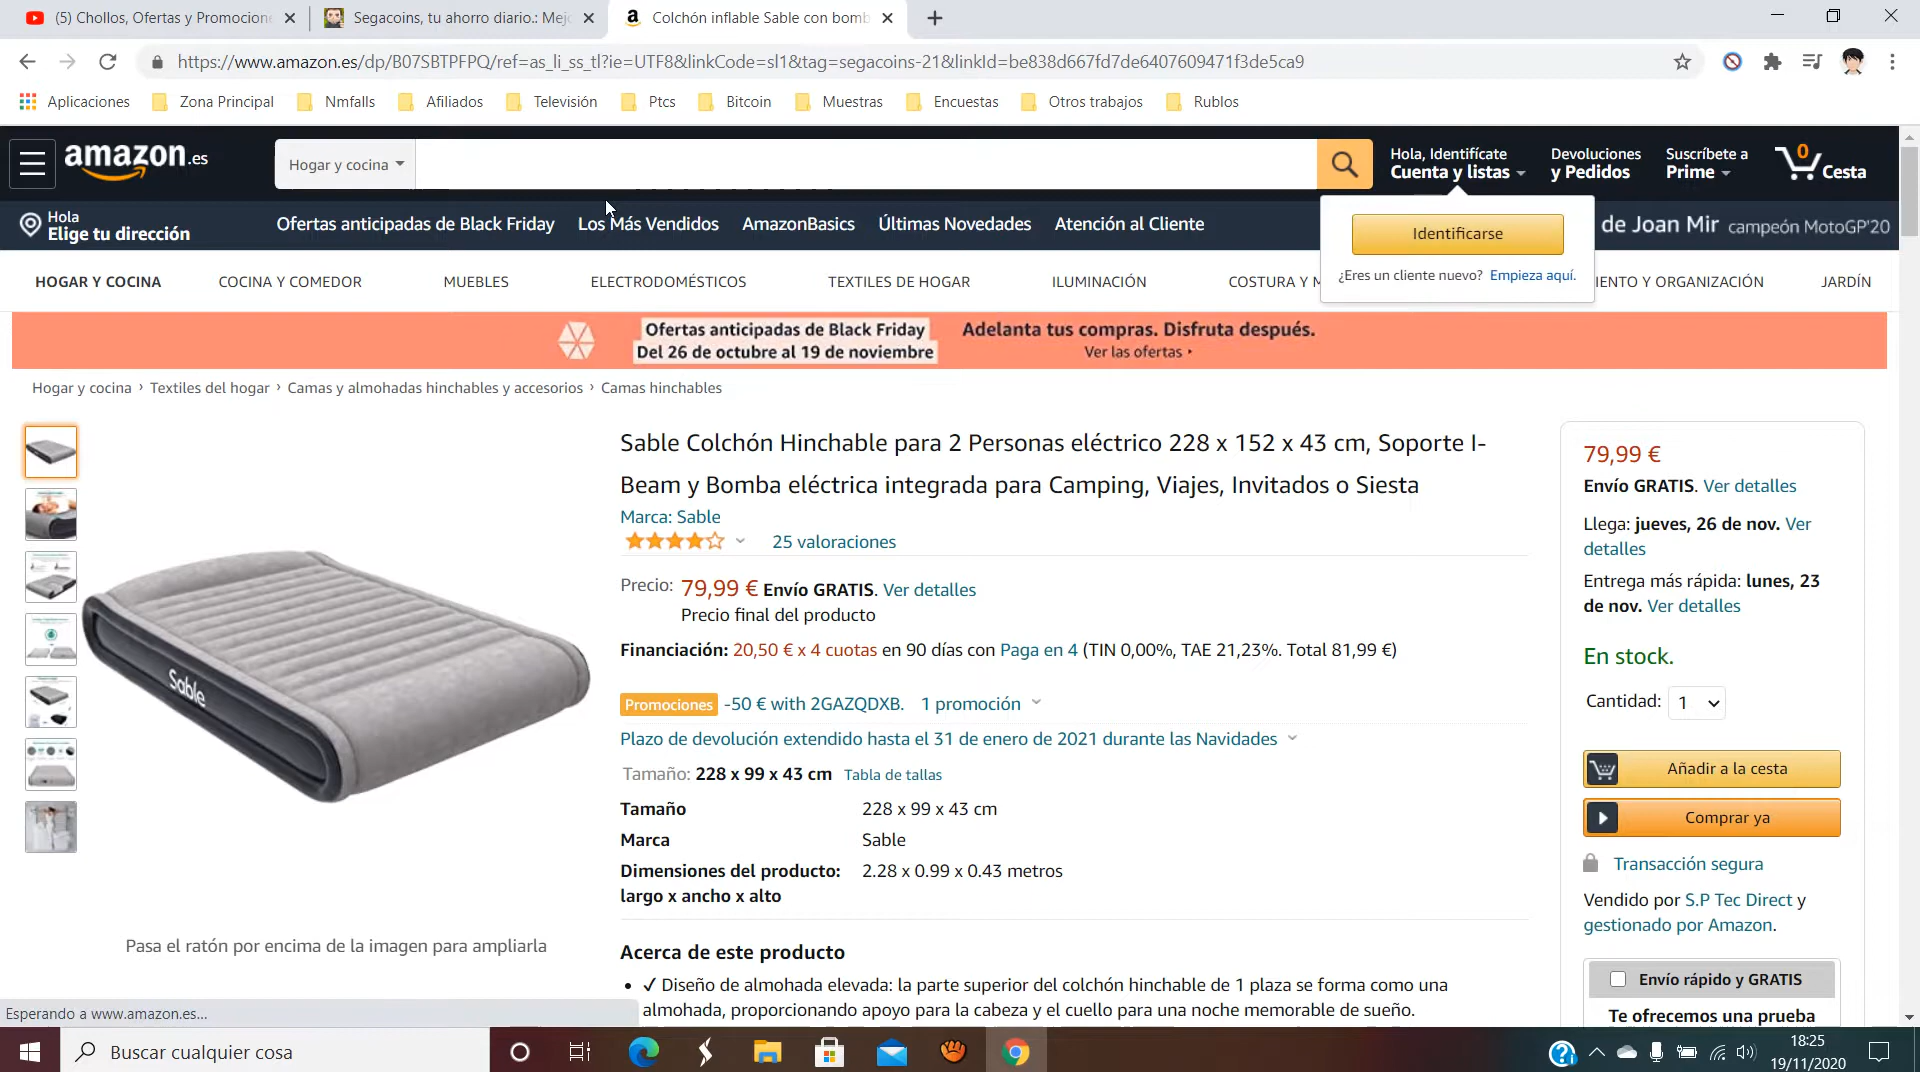 (5) Chollos, Ofertas y Promocione
Segacoins, tu ahorro diario.: Mejo
Colchón inflable Sable con bomb
https://www.amazon.es/dp/B07SBTPFPQ/ref=as_li_ss_tl?ie=UTF8&linkCode=sl1&tag=segacoins-21&linkId=be838d667fd7de6407609471f3de5ca9
Aplicaciones Zona Principal Nmfalls Afiliados Televisión Ptcs Bitcoin Muestras Encuestas Otros trabajos Rublos
amazon.es
Hogar y cocina
Hola, Identifícate
Cuenta y listas
Devoluciones
y Pedidos
Suscríbete a
Prime
0
Cesta
Hola
Elige tu dirección
Ofertas anticipadas de Black Friday Los Más Vendidos AmazonBasics Últimas Novedades Atención al Cliente
de Joan Mir campeón MotoGP'20
Identificarse
¿Eres un cliente nuevo? Empieza aquí.
HOGAR Y COCINA COCINA Y COMEDOR MUEBLES ELECTRODOMÉSTICOS TEXTILES DE HOGAR ILUMINACIÓN COSTURA Y M IENTO Y ORGANIZACIÓN JARDÍN
Ofertas anticipadas de Black Friday
Del 26 de octubre al 19 de noviembre
Adelanta tus compras. Disfruta después.
Ver las ofertas
Hogar y cocina › Textiles del hogar › Camas y almohadas hinchables y accesorios › Camas hinchables
Sable
Pasa el ratón por encima de la imagen para ampliarla
Sable Colchón Hinchable para 2 Personas eléctrico 228 x 152 x 43 cm, Soporte I-
Beam y Bomba eléctrica integrada para Camping, Viajes, Invitados o Siesta
Marca: Sable
25 valoraciones
Precio: 79,99 € Envío GRATIS. Ver detalles
Precio final del producto
Financiación: 20,50 € x 4 cuotas en 90 días con Paga en 4 (TIN 0,00%, TAE 21,23%. Total 81,99 €)
Promociones -50 € with 2GAZQDXB. 1 promoción
Plazo de devolución extendido hasta el 31 de enero de 2021 durante las Navidades
Tamaño: 228 x 99 x 43 cm Tabla de tallas
Tamaño 228 x 99 x 43 cm
Marca Sable
Dimensiones del producto: 2.28 x 0.99 x 0.43 metros
largo x ancho x alto
Acerca de este producto
• ✓ Diseño de almohada elevada: la parte superior del colchón hinchable de 1 plaza se forma como una
almohada, proporcionando apoyo para la cabeza y el cuello para una noche memorable de sueño.
79,99 €
Envío GRATIS. Ver detalles
Llega: jueves, 26 de nov. Ver
detalles
Entrega más rápida: lunes, 23
de nov. Ver detalles
En stock.
Cantidad: 1
Añadir a la cesta
Comprar ya
Transacción segura
Vendido por S.P Tec Direct y
gestionado por Amazon.
Envío rápido y GRATIS
Te ofrecemos una prueba
Esperando a www.amazon.es...
Buscar cualquier cosa
18:25
19/11/2020